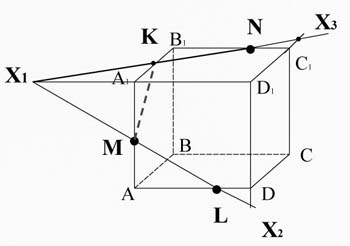 K B₁ N X₃
X₁ A₁ D₁ C₁
M B C
A L D
X₂